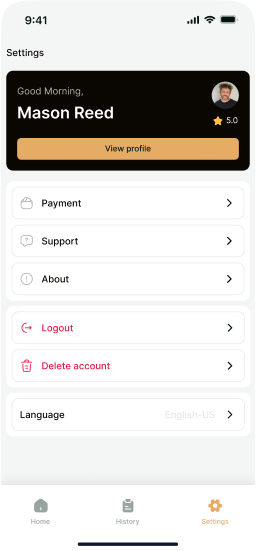 9:41
Settings
Good Morning,
Mason Reed
5.0
View profile
Payment
Support
About
Logout
Delete account
Language English-US
Home History Settings